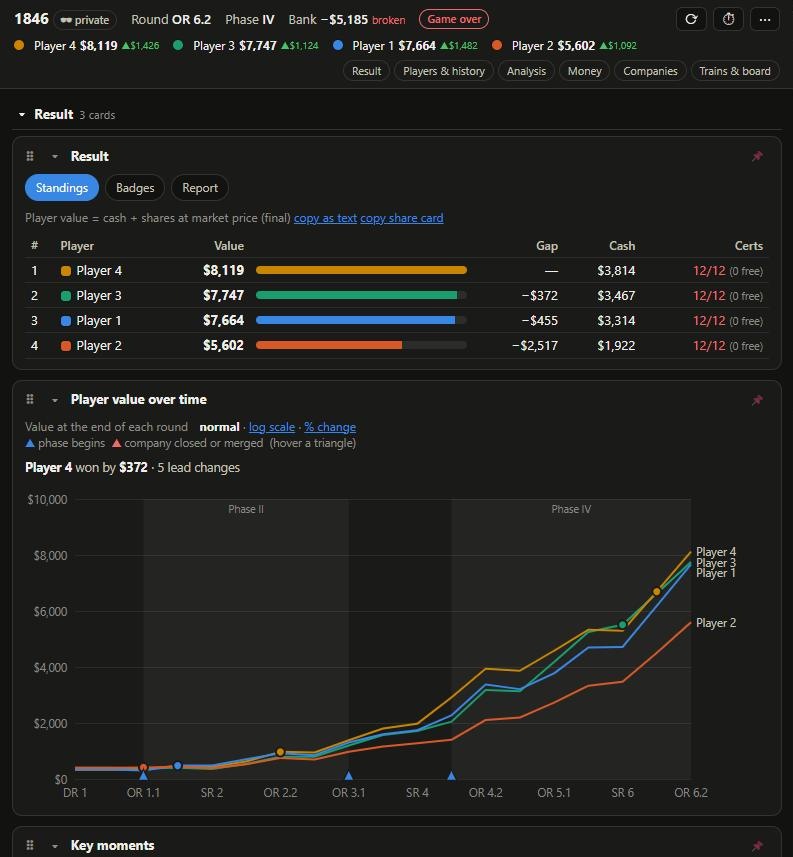 1846 🕶 private Round OR 6.2 Phase IV Bank −$5,185 broken Game over
Player 4 $8,119 ▲$1,426 Player 3 $7,747 ▲$1,124 Player 1 $7,664 ▲$1,482 Player 2 $5,602 ▲$1,092
Result Players & history Analysis Money Companies Trains & board
Result 3 cards
Result
Standings Badges Report
Player value = cash + shares at market price (final) copy as text copy share card
# Player Value Gap Cash Certs
1 Player 4 $8,119 — $3,814 12/12 (0 free)
2 Player 3 $7,747 −$372 $3,467 12/12 (0 free)
3 Player 1 $7,664 −$455 $3,314 12/12 (0 free)
4 Player 2 $5,602 −$2,517 $1,922 12/12 (0 free)
Player value over time
Value at the end of each round normal · log scale · % change
▲ phase begins ▲ company closed or merged (hover a triangle)
Player 4 won by $372 · 5 lead changes
$10,000
Phase II Phase IV
$8,000
Player 4
Player 3
Player 1
$6,000
Player 2
$4,000
$2,000
$0
DR 1 OR 1.1 SR 2 OR 2.2 OR 3.1 SR 4 OR 4.2 OR 5.1 SR 6 OR 6.2
Key moments